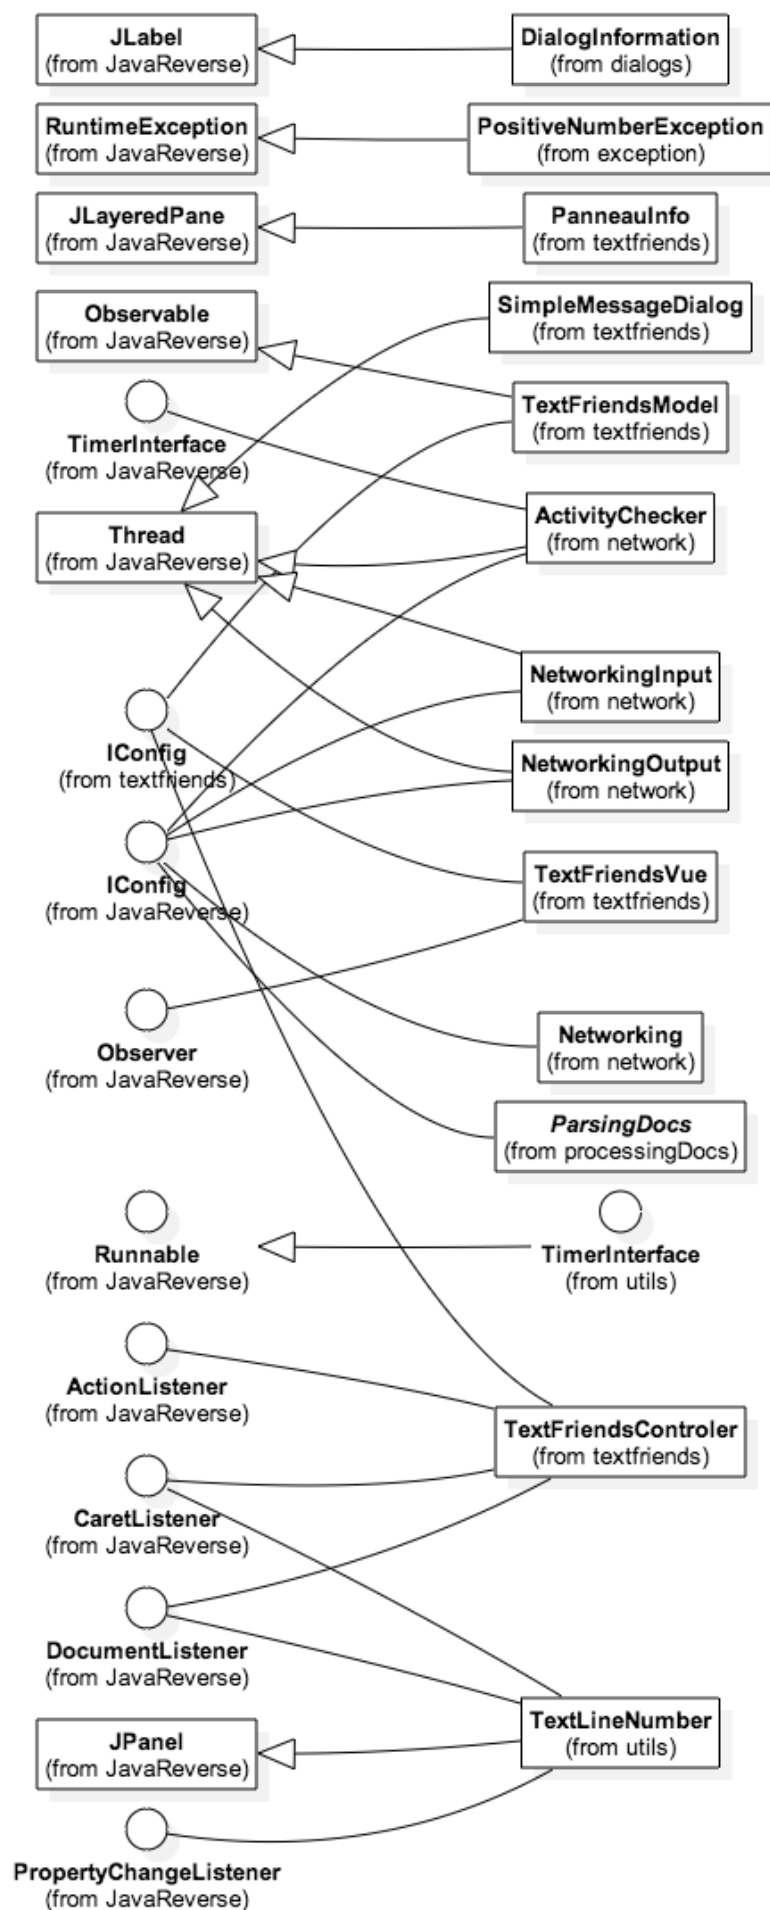 JLabel
(from JavaReverse)
DialogInformation
(from dialogs)
RuntimeException
(from JavaReverse)
PositiveNumberException
(from exception)
JLayeredPane
(from JavaReverse)
PanneauInfo
(from textfriends)
Observable
(from JavaReverse)
SimpleMessageDialog
(from textfriends)
TimerInterface
(from JavaReverse)
TextFriendsModel
(from textfriends)
Thread
(from JavaReverse)
ActivityChecker
(from network)
NetworkingInput
(from network)
IConfig
(from textfriends)
NetworkingOutput
(from network)
IConfig
(from JavaReverse)
TextFriendsVue
(from textfriends)
Observer
(from JavaReverse)
Networking
(from network)
ParsingDocs
(from processingDocs)
Runnable
(from JavaReverse)
TimerInterface
(from utils)
ActionListener
(from JavaReverse)
TextFriendsControler
(from textfriends)
CaretListener
(from JavaReverse)
DocumentListener
(from JavaReverse)
TextLineNumber
(from utils)
JPanel
(from JavaReverse)
PropertyChangeListener
(from JavaReverse)